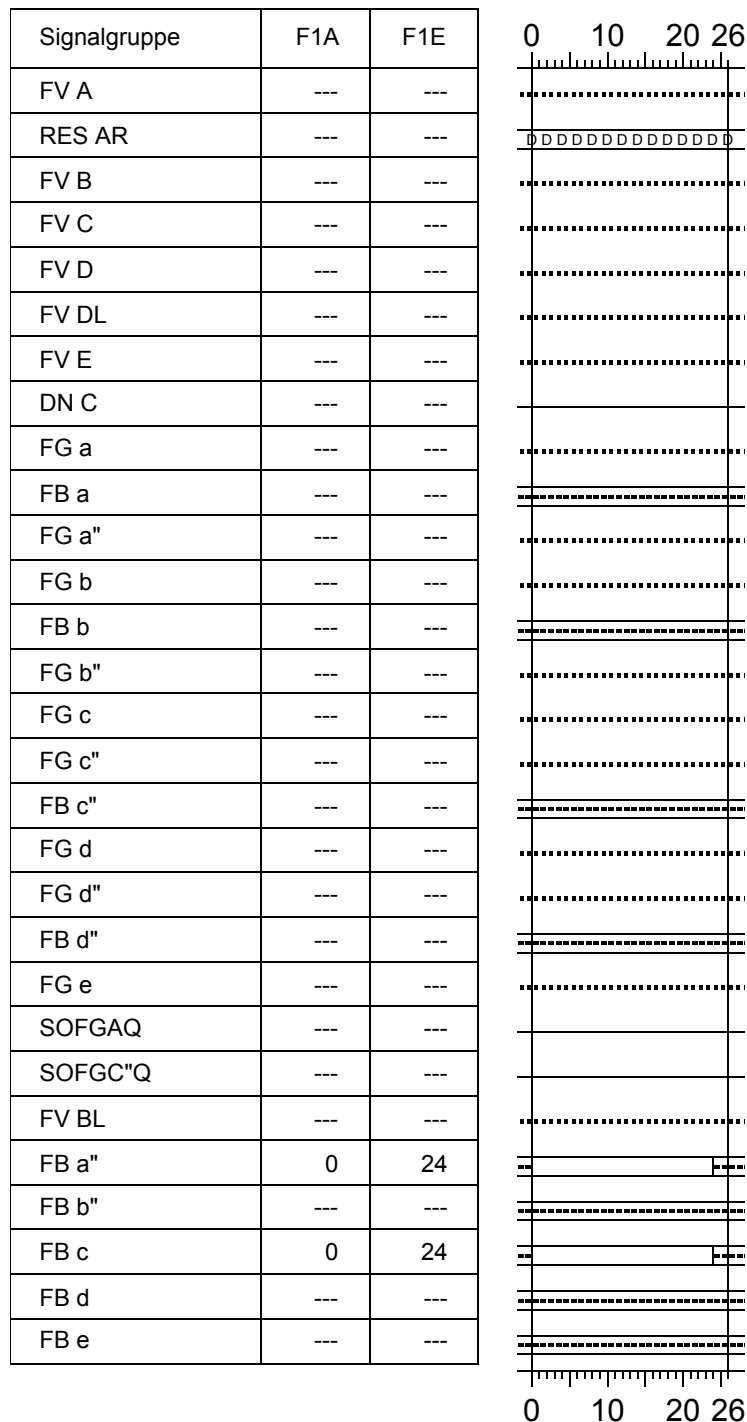 Signalgruppe F1A F1E 0 10 20 26
FV A --- ---
RES AR --- --- D D D D D D D D D D D D D D
FV B --- ---
FV C --- ---
FV D --- ---
FV DL --- ---
FV E --- ---
DN C --- ---
FG a --- ---
FB a --- ---
FG a" --- ---
FG b --- ---
FB b --- ---
FG b" --- ---
FG c --- ---
FG c" --- ---
FB c" --- ---
FG d --- ---
FG d" --- ---
FB d" --- ---
FG e --- ---
SOFGAQ --- ---
SOFGC"Q --- ---
FV BL --- ---
FB a" 0 24
FB b" --- ---
FB c 0 24
FB d --- ---
FB e --- ---
0 10 20 26